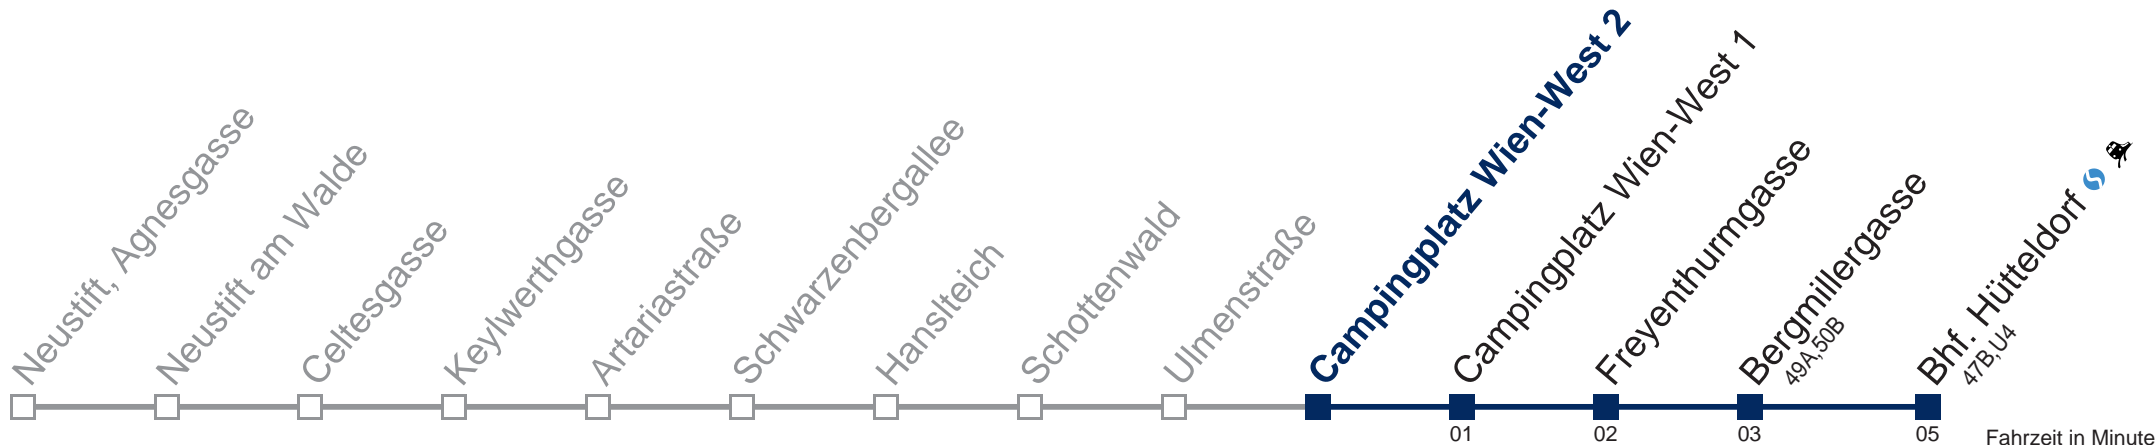 Neustift, Agnesgasse
Neustift am Walde
Celtesgasse
Keylwerthgasse
Artariastraße
Schwarzenbergallee
Hanslteich
Schottenwald
Ulmenstraße
Campingplatz Wien-West 2
Campingplatz Wien-West 1
Freyenthurmgasse
Bergmillergasse
49A,50B
Bhf. Hütteldorf
47B,U4
01
02
03
05
Fahrzeit in Minute